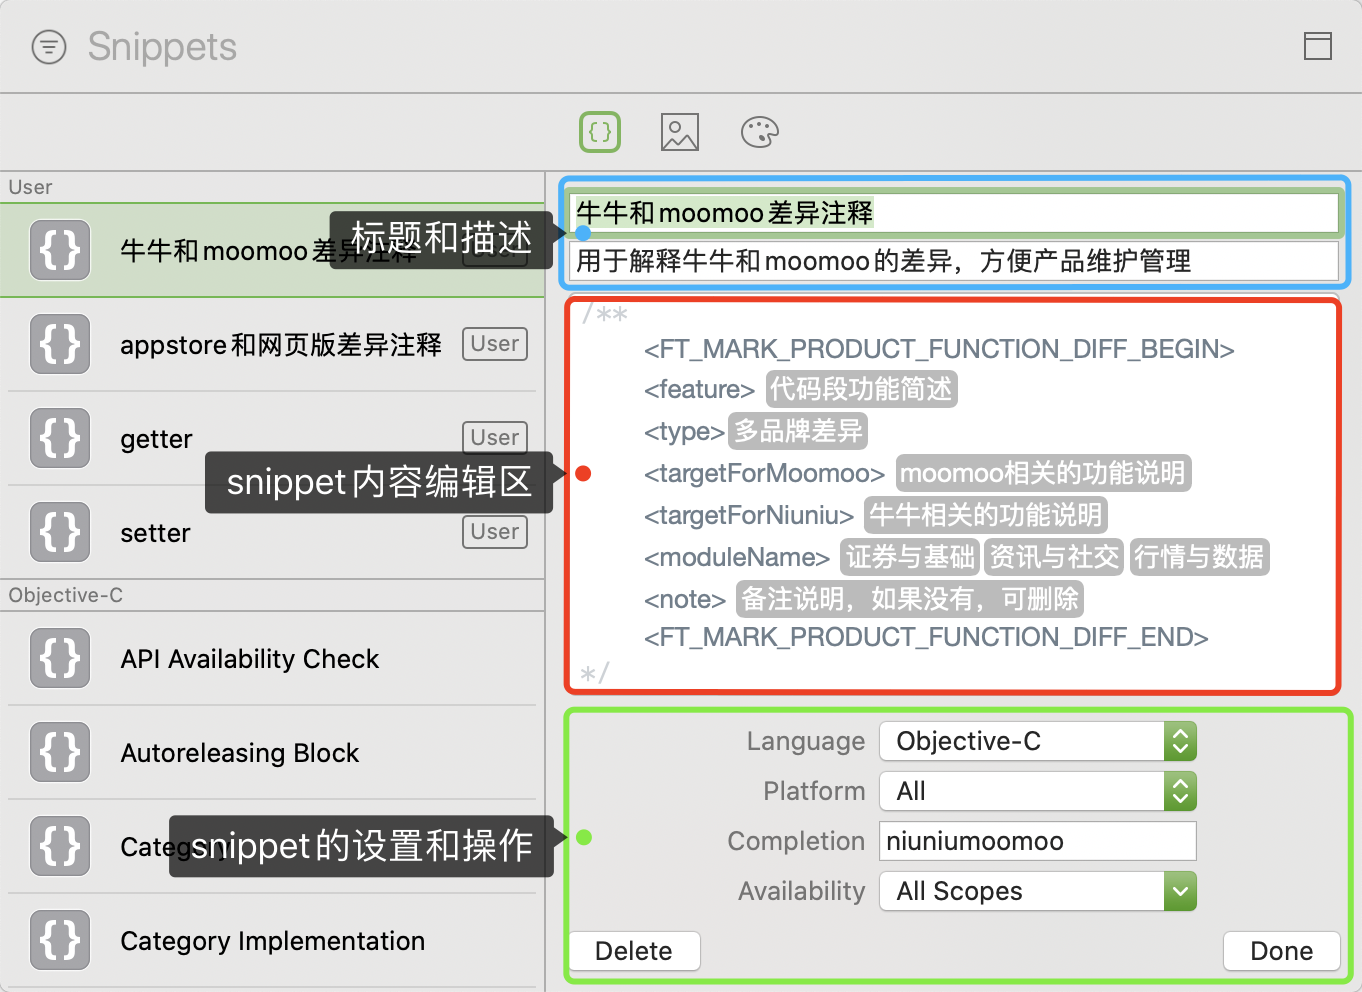 Snippets
User
牛牛和moomoo差异注释
标题和描述
appstore和网页版差异注释 User
getter User
snippet内容编辑区
setter User
Objective-C
API Availability Check
Autoreleasing Block
Category
snippet的设置和操作
Category Implementation
牛牛和moomoo差异注释
用于解释牛牛和moomoo的差异，方便产品维护管理
/**
<FT_MARK_PRODUCT_FUNCTION_DIFF_BEGIN>
<feature> 代码段功能简述
<type> 多品牌差异
<targetForMoomoo> moomoo相关的功能说明
<targetForNiuniu> 牛牛相关的功能说明
<moduleName> 证券与基础 资讯与社交 行情与数据
<note> 备注说明，如果没有，可删除
<FT_MARK_PRODUCT_FUNCTION_DIFF_END>
*/
Language Objective-C
Platform All
Completion niuniumoomoo
Availability All Scopes
Delete Done